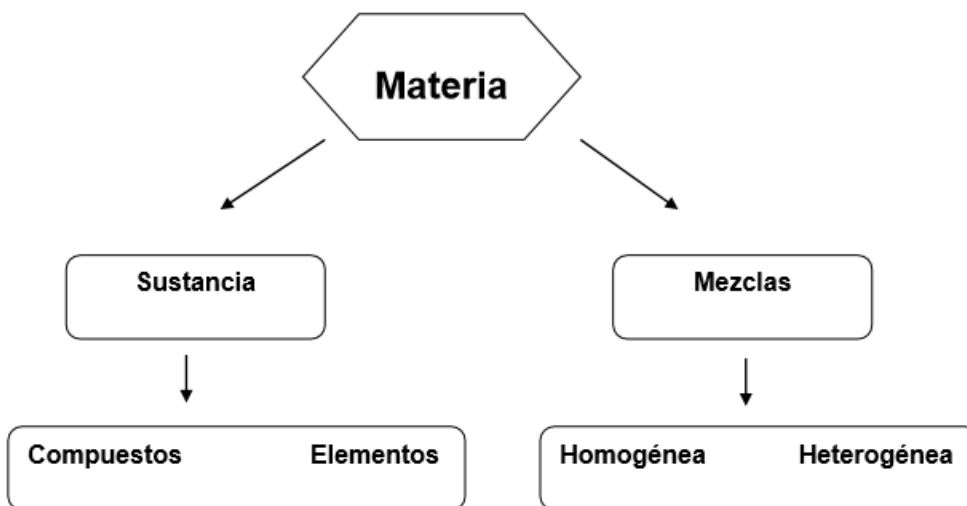 Materia
Sustancia
Mezclas
Compuestos Elementos
Homogénea Heterogénea